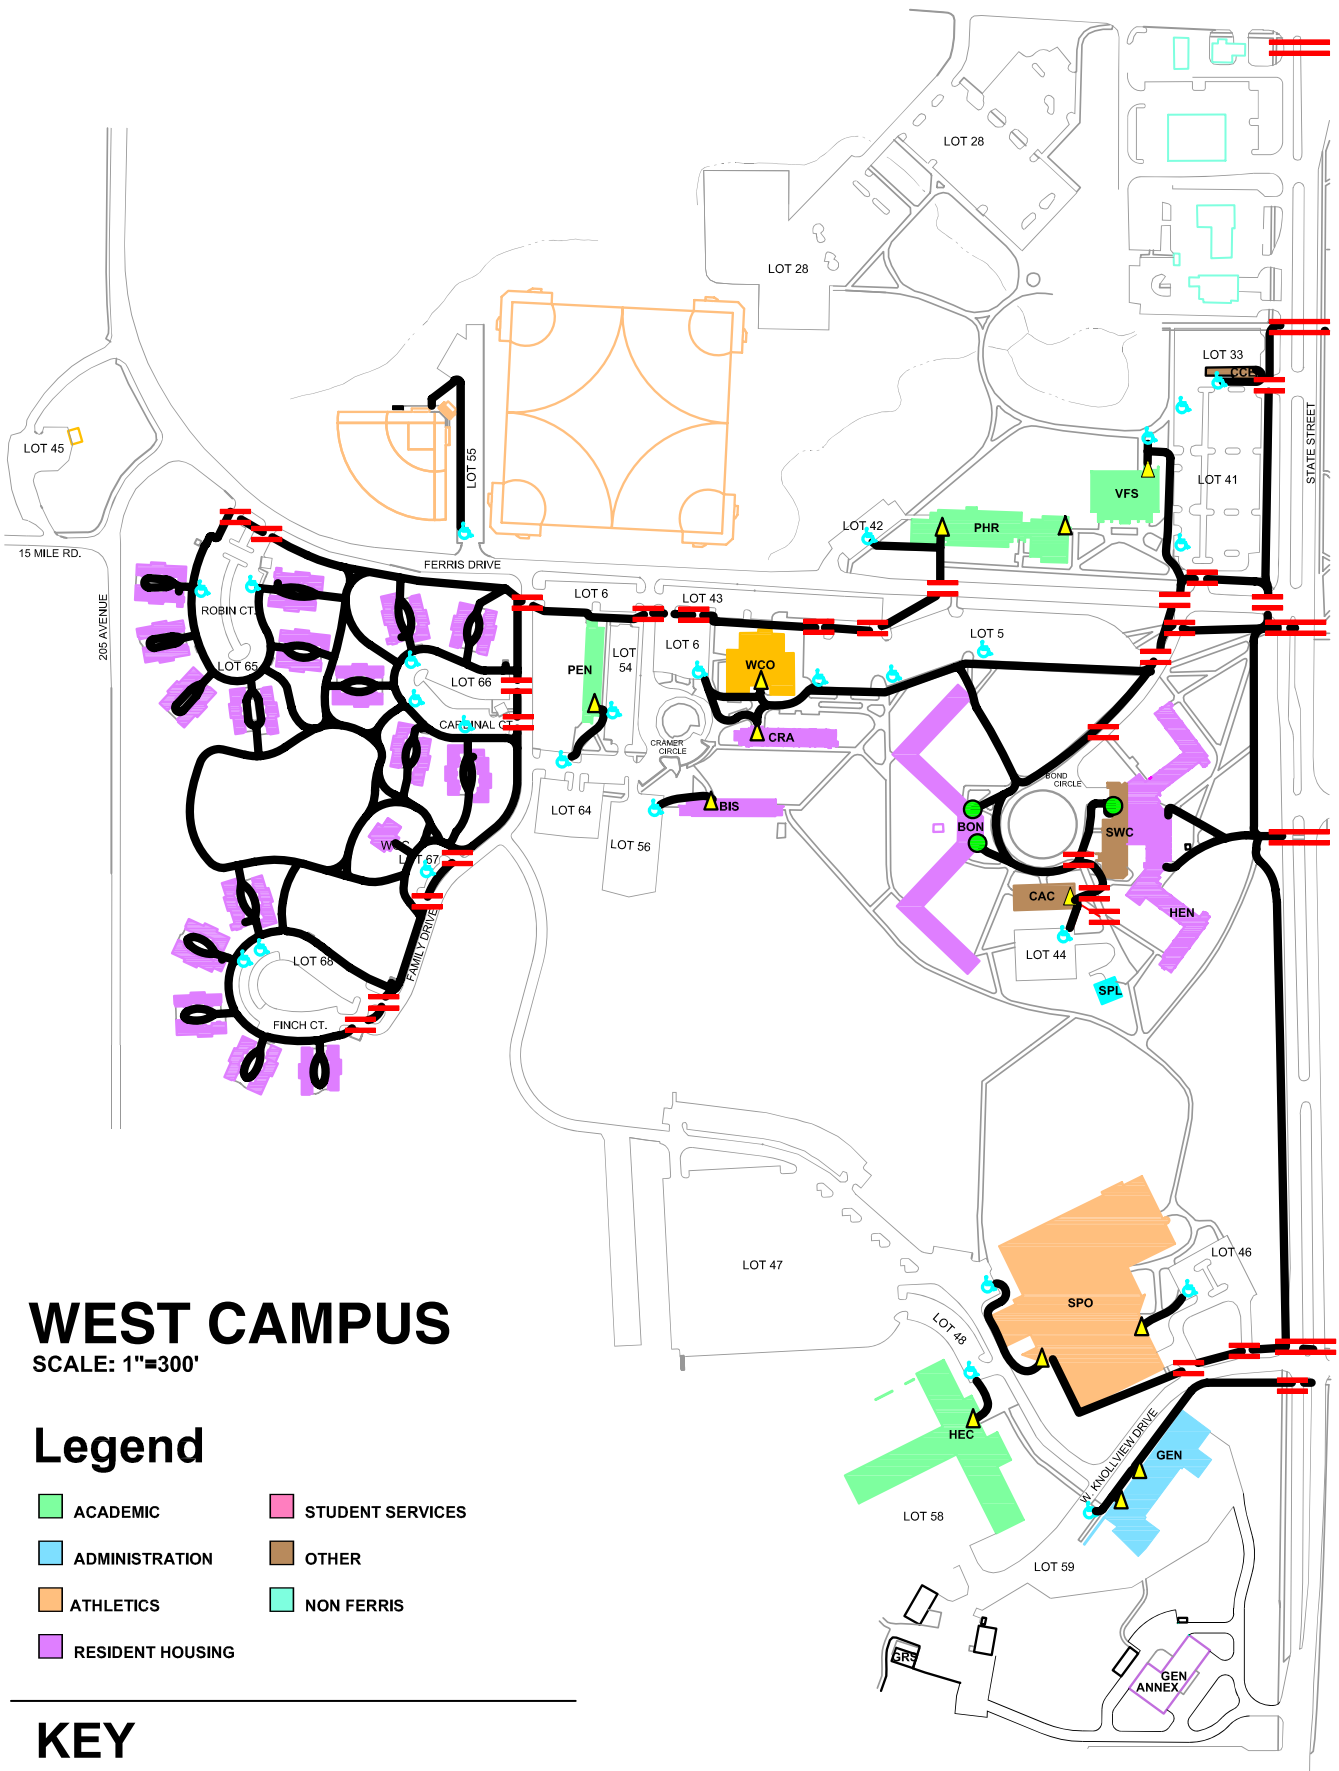 LOT 28
LOT 28
LOT 33
CCE
LOT 45
LOT 55
STATE STREET
LOT 41
VFS
LOT 42
PHR
15 MILE RD.
FERRIS DRIVE
205 AVENUE
ROBIN CT.
LOT 6
LOT 43
LOT 5
LOT 65
LOT 66
PEN
LOT
54
LOT 6
WCO
CARDINAL CT.
CRA
CRAMER
CIRCLE
BOND
CIRCLE
LOT 64
BIS
BON
SWC
LOT 56
LOT 67
CAC
HEN
FAMILY DRIVE
LOT 68
LOT 44
SPL
FINCH CT.
LOT 47
LOT 46
SPO
LOT 48
WEST CAMPUS
SCALE: 1"=300'
HEC
W. KNOLLVIEW DRIVE
GEN
Legend
ACADEMIC
STUDENT SERVICES
LOT 58
ADMINISTRATION
OTHER
LOT 59
ATHLETICS
NON FERRIS
RESIDENT HOUSING
GRS
GEN
ANNEX
KEY